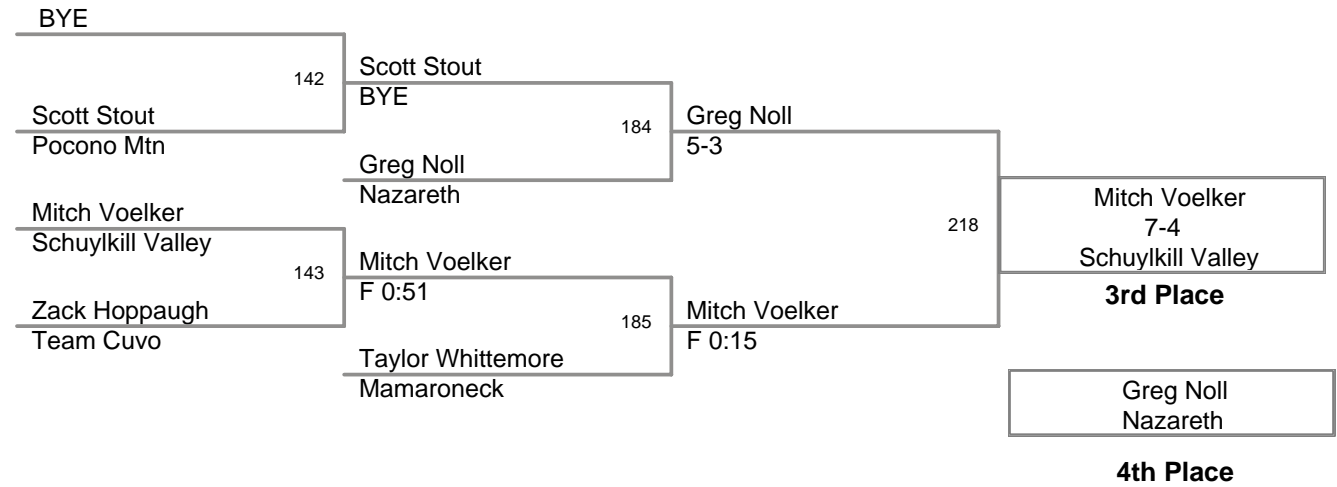 BYE
142
Scott Stout
Pocono Mtn
Mitch Voelker
Schuylkill Valley
143
Zack Hoppaugh
Team Cuvo
Scott Stout
BYE
184
Greg Noll
Nazareth
Mitch Voelker
F 0:51
185
Taylor Whittemore
Mamaroneck
Greg Noll
5-3
218
Mitch Voelker
F 0:15
Mitch Voelker
7-4
Schuylkill Valley
3rd Place
Greg Noll
Nazareth
4th Place